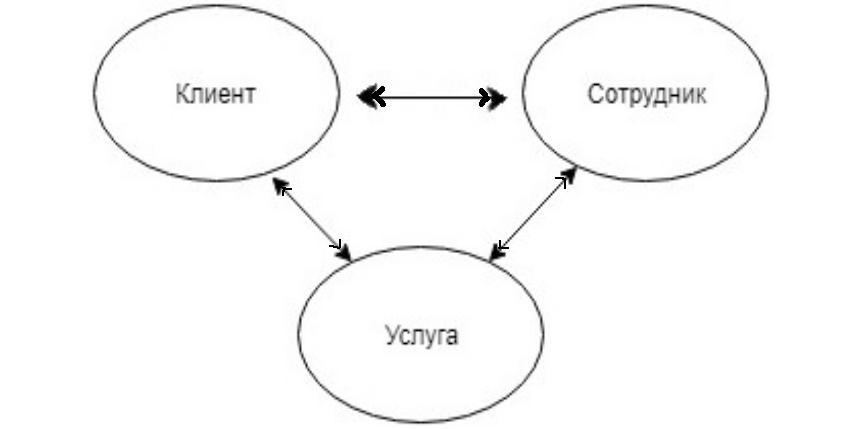 Клиент
Сотрудник
Услуга